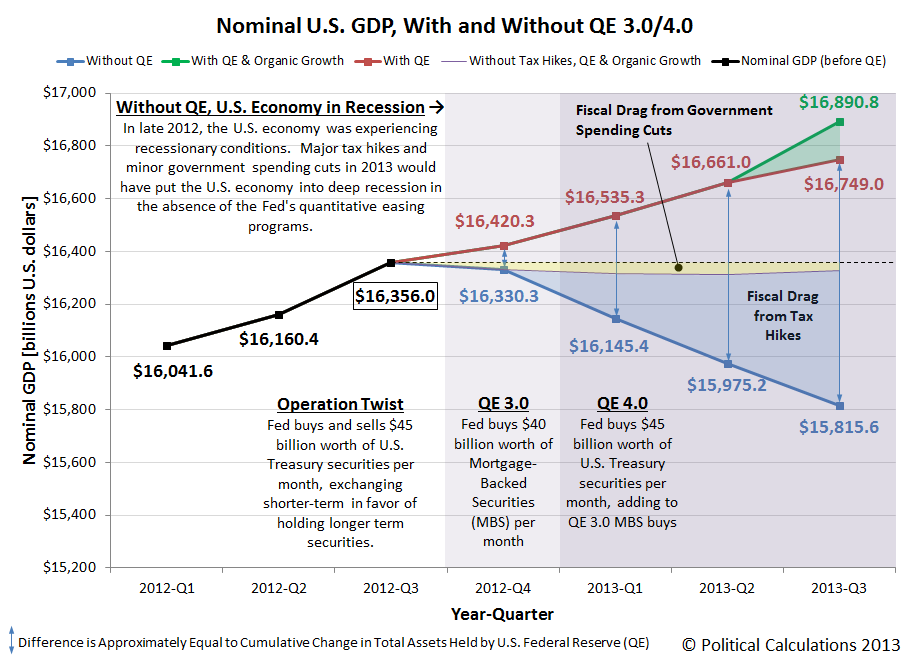 Nominal U.S. GDP, With and Without QE 3.0/4.0
Without QE
With QE & Organic Growth
With QE
Without Tax Hikes, QE & Organic Growth
Nominal GDP (before QE)
Nominal GDP [billions U.S. dollars]
$17,000
$16,800
$16,600
$16,400
$16,200
$16,000
$15,800
$15,600
$15,400
$15,200
Without QE, U.S. Economy in Recession →
In late 2012, the U.S. economy was experiencing
recessionary conditions. Major tax hikes and
minor government spending cuts in 2013 would
have put the U.S. economy into deep recession in
the absence of the Fed's quantitative easing
programs.
Fiscal Drag from Government
Spending Cuts
$16,890.8
$16,661.0
$16,749.0
$16,535.3
$16,420.3
$16,356.0
$16,330.3
Fiscal Drag
from Tax
Hikes
$16,160.4
$16,145.4
$16,041.6
$15,975.2
$15,815.6
Operation Twist
Fed buys and sells $45
billion worth of U.S.
Treasury securities per
month, exchanging
shorter-term in favor of
holding longer term
securities.
QE 3.0
Fed buys $40
billion worth of
Mortgage-
Backed
Securities
(MBS) per
month
QE 4.0
Fed buys $45
billion worth of
U.S. Treasury
securities per
month, adding to
QE 3.0 MBS buys
2012-Q1
2012-Q2
2012-Q3
2012-Q4
2013-Q1
2013-Q2
2013-Q3
Year-Quarter
Difference is Approximately Equal to Cumulative Change in Total Assets Held by U.S. Federal Reserve (QE)
© Political Calculations 2013